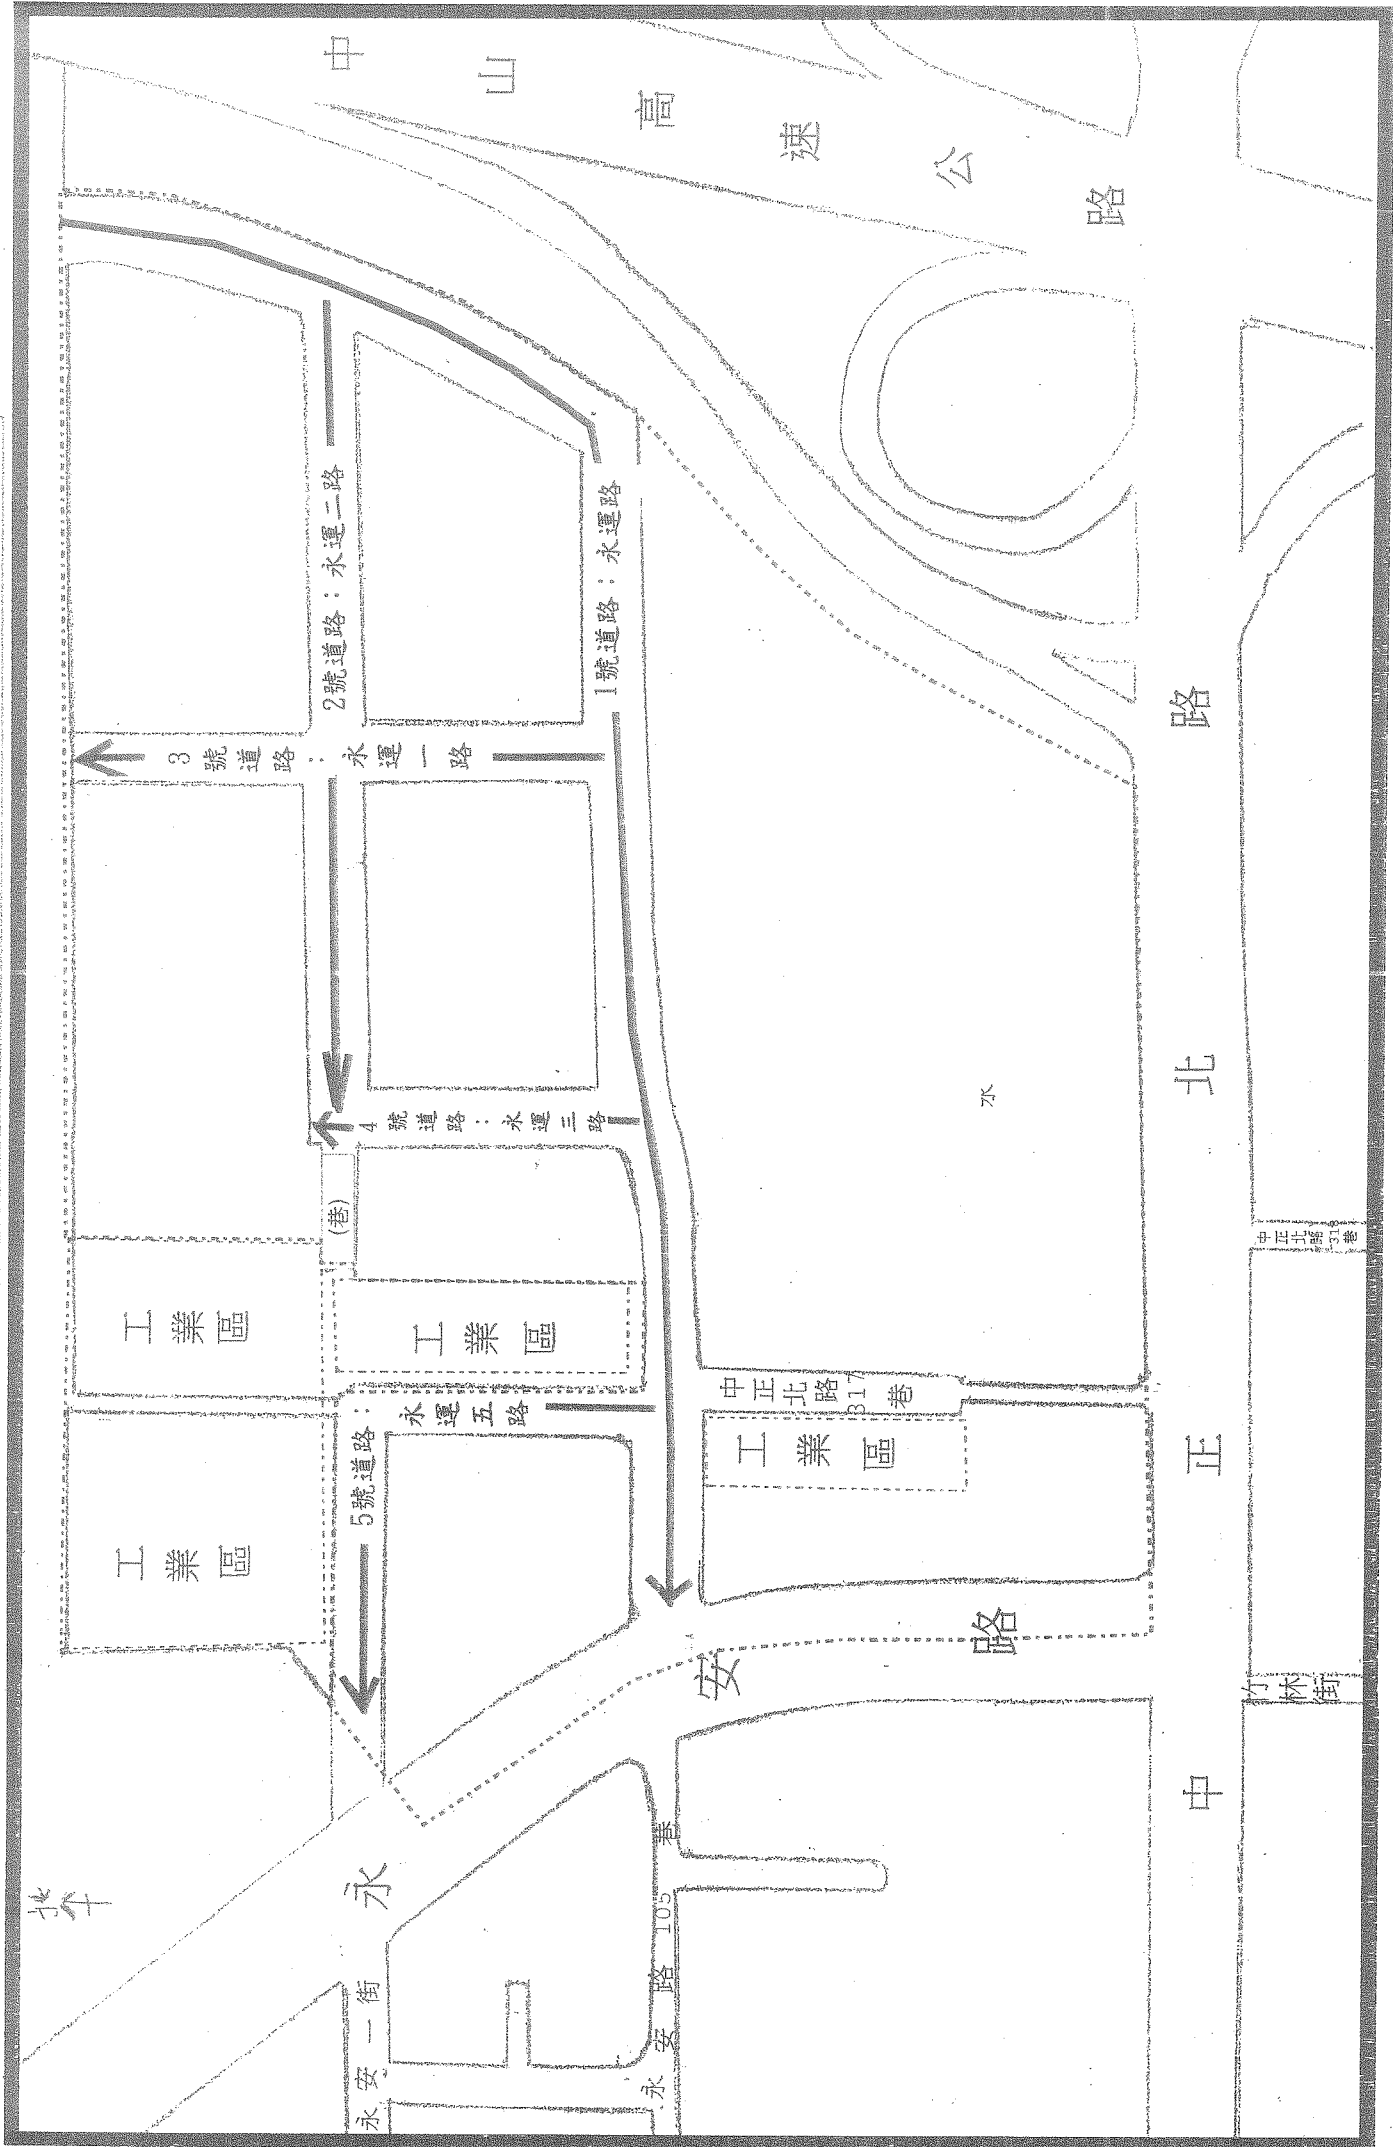 中山高速公路
2號道路：永運二路
1號道路：永運路
3號道路：永運一路
4號道路：永運三路
(巷)
工業區
工業區
工業區
5號道路：永運五路
中正北路317巷
工業區
中正北路318巷
中正北路
永安路
竹林街
永安路105巷
永安一街
北